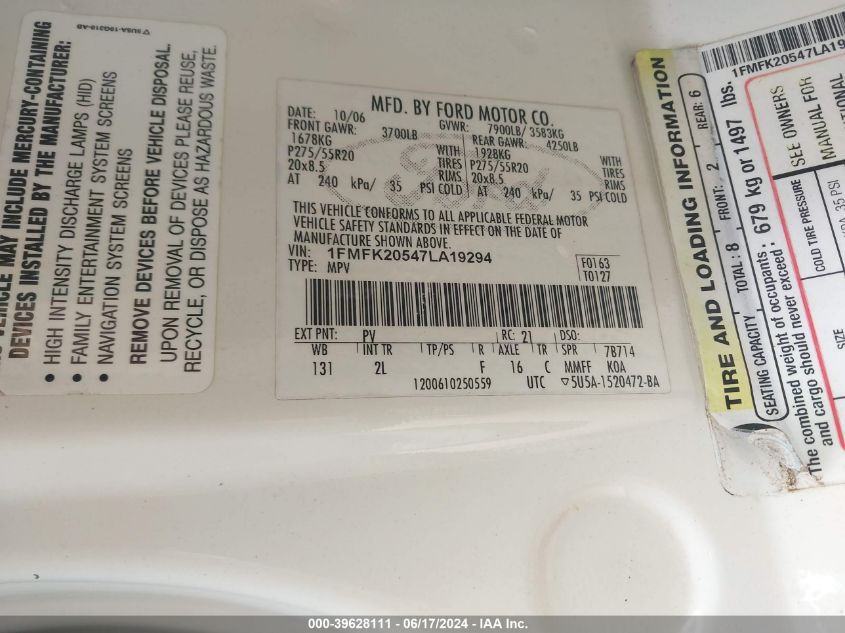 ▽5U5A-19G219-AB
VEHICLE MAY INCLUDE MERCURY-CONTAINING
DEVICES INSTALLED BY THE MANUFACTURER:
• HIGH INTENSITY DISCHARGE LAMPS (HID)
• FAMILY ENTERTAINMENT SYSTEM SCREENS
• NAVIGATION SYSTEM SCREENS
REMOVE DEVICES BEFORE VEHICLE DISPOSAL.
UPON REMOVAL OF DEVICES PLEASE REUSE,
RECYCLE, OR DISPOSE AS HAZARDOUS WASTE.
MFD. BY FORD MOTOR CO.
DATE: 10/06 GVWR: 7900LB/ 3583KG
FRONT GAWR: 3700LB REAR GAWR: 4250LB
1678KG WITH 1928KG WITH
P275/55R20 TIRES P275/55R20 TIRES
20x8.5 RIMS 20x8.5 RIMS
AT 240 kPa/ 35 PSI COLD AT 240 kPa/ 35 PSI COLD
THIS VEHICLE CONFORMS TO ALL APPLICABLE FEDERAL MOTOR
VEHICLE SAFETY STANDARDS IN EFFECT ON THE DATE OF
MANUFACTURE SHOWN ABOVE.
VIN: 1FMFK20547LA19294
TYPE: MPV
F0163
T0127
EXT PNT: PV RC: 21 DSO:
WB INT TR TP/PS R AXLE TR SPR 7B714
131 2L F 16 C MMFF KOA
1200610250559 UTC ▽5U5A-1520472-BA
1FMFK20547LA19
TIRE AND LOADING INFORMATION
SEATING CAPACITY TOTAL: 8 FRONT: 2 REAR: 6
The combined weight of occupants
and cargo should never exceed: 679 kg or 1497 lbs.
SIZE
COLD TIRE PRESSURE
35 PSI
SEE OWNERS
MANUAL FOR
000-39628111 - 06/17/2024 - IAA Inc.